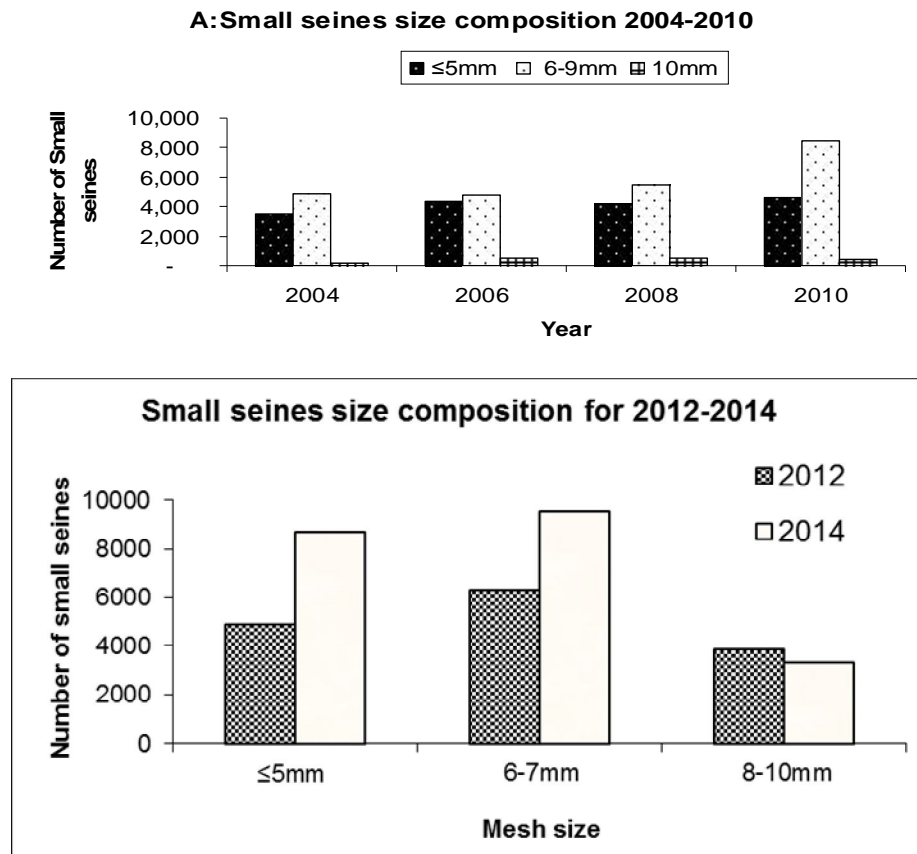 A:Small seines size composition 2004-2010
≤5mm 6-9mm 10mm
Number of Small
seines
10,000
8,000
6,000
4,000
2,000
-
2004 2006 2008 2010
Year
Small seines size composition for 2012-2014
2012
2014
Number of small seines
10000
8000
6000
4000
2000
0
≤5mm 6-7mm 8-10mm
Mesh size